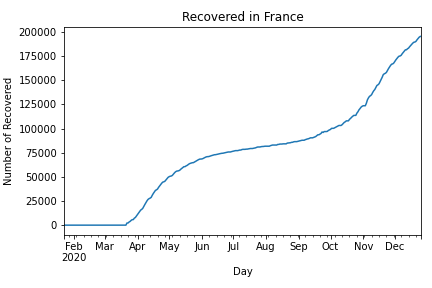 Recovered in France
200000
175000
150000
125000
100000
75000
50000
25000
0
Number of Recovered
Feb Mar Apr May Jun Jul Aug Sep Oct Nov Dec
2020
Day